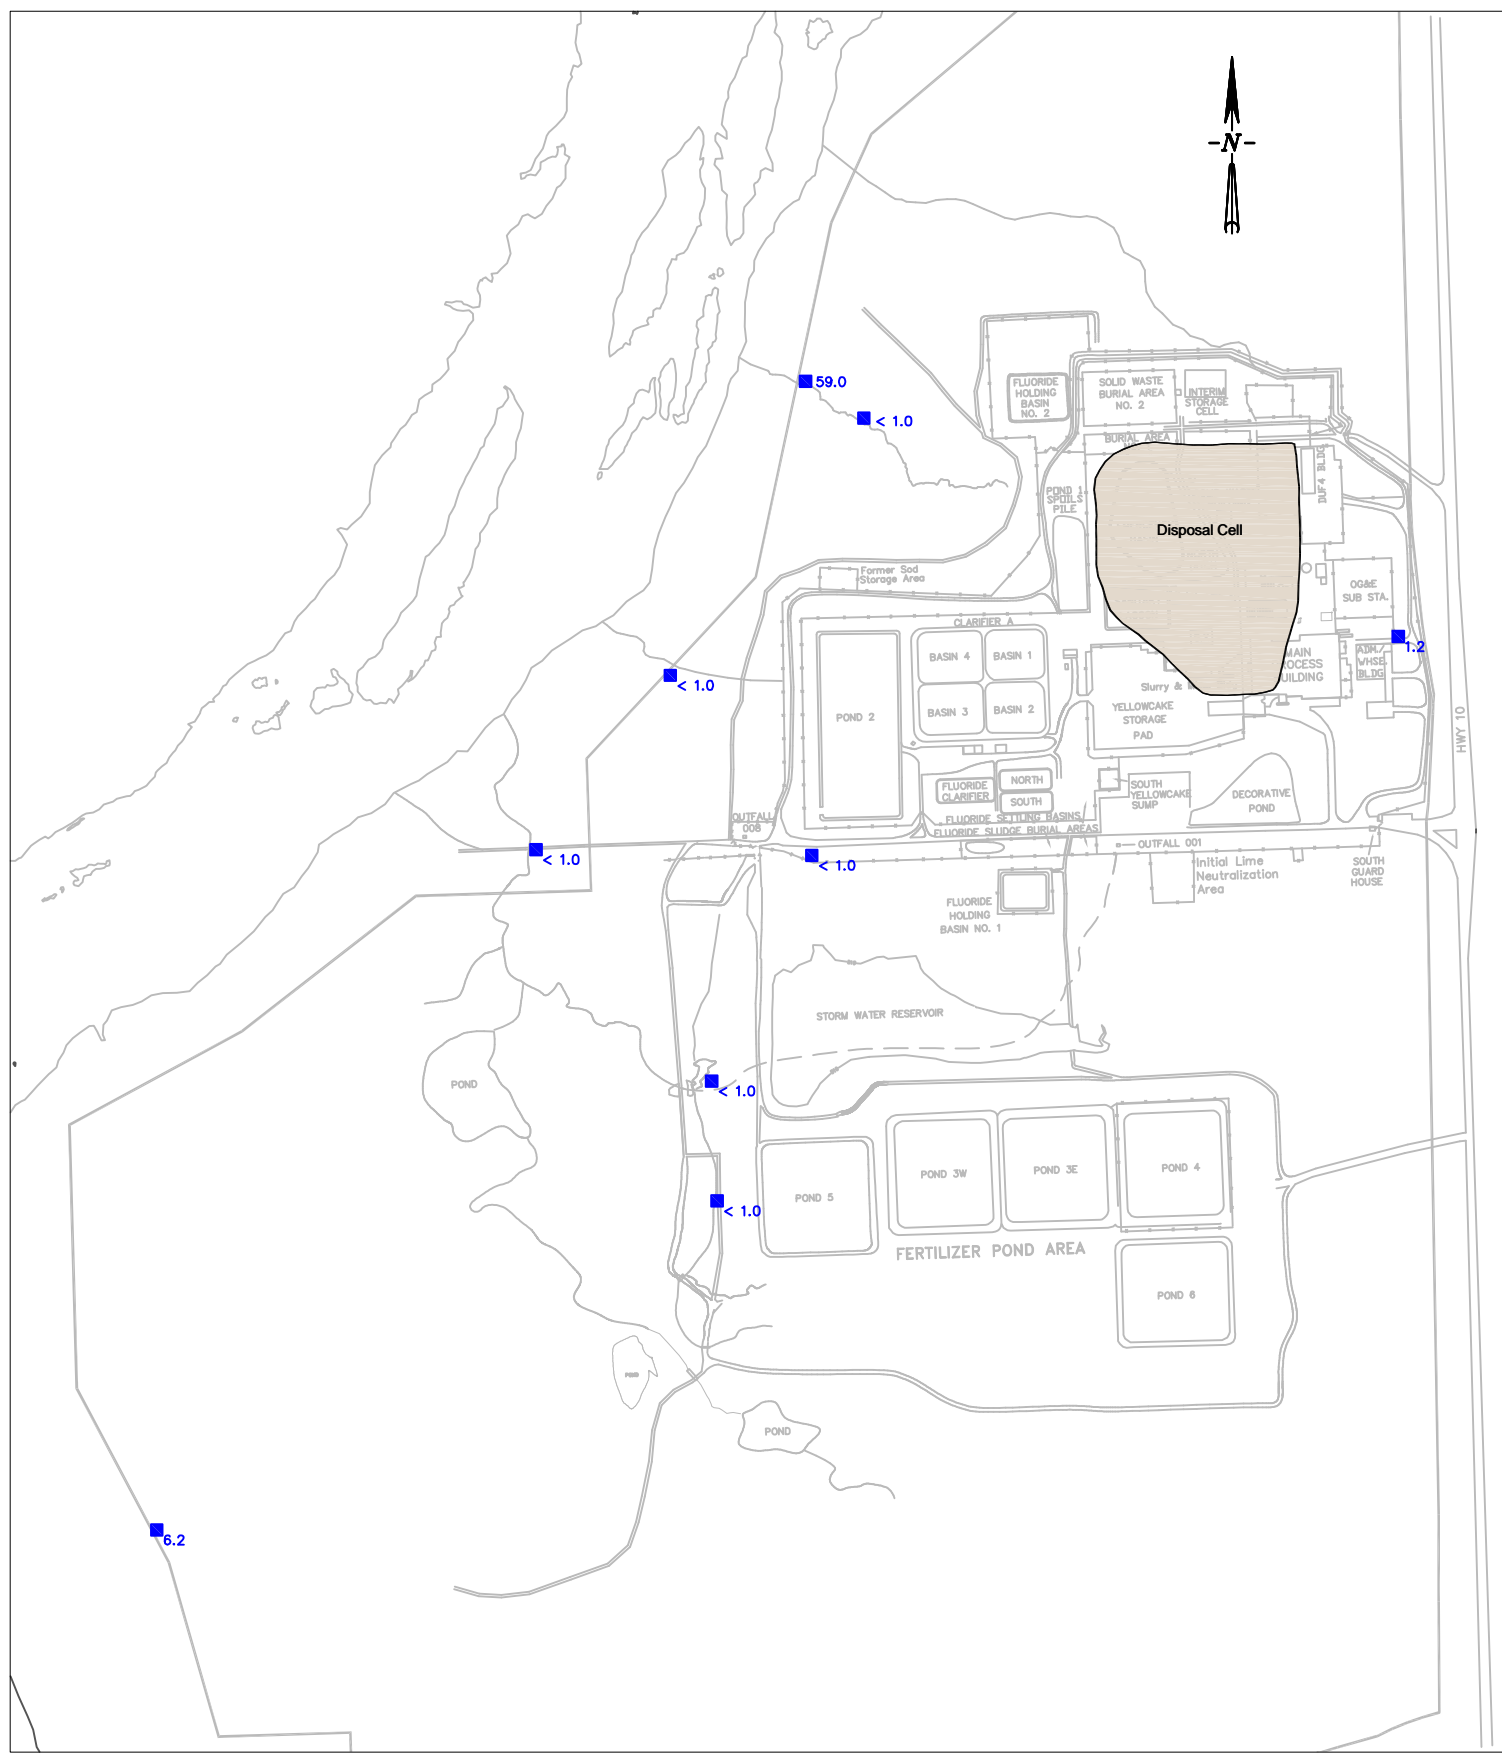 -N-
59.0
< 1.0
FLUORIDE
HOLDING
BASIN
NO. 2
SOLID WASTE
BURIAL AREA
NO. 2
INTERIM
STORAGE
CELL
BURIAL AREA
DUF4 BLDG
POND 1
SPOILS
PILE
Disposal Cell
Former Sod
Storage Area
OG&E
SUB STA.
CLARIFIER A
1.2
BASIN 4
BASIN 1
ADM./
WHSE.
BLDG
MAIN
PROCESS
BUILDING
< 1.0
Slurry &
POND 2
BASIN 3
BASIN 2
YELLOWCAKE
STORAGE
PAD
HWY 10
FLUORIDE
CLARIFIER
NORTH
SOUTH
SOUTH
YELLOWCAKE
SUMP
DECORATIVE
POND
OUTFALL
008
FLUORIDE SETTLING BASINS
FLUORIDE SLUDGE BURIAL AREAS
OUTFALL 001
< 1.0
< 1.0
Initial Lime
Neutralization
Area
SOUTH
GUARD
HOUSE
FLUORIDE
HOLDING
BASIN NO. 1
STORM WATER RESERVOIR
POND
< 1.0
POND 5
POND 3W
POND 3E
POND 4
< 1.0
FERTILIZER POND AREA
POND 6
POND
POND
6.2